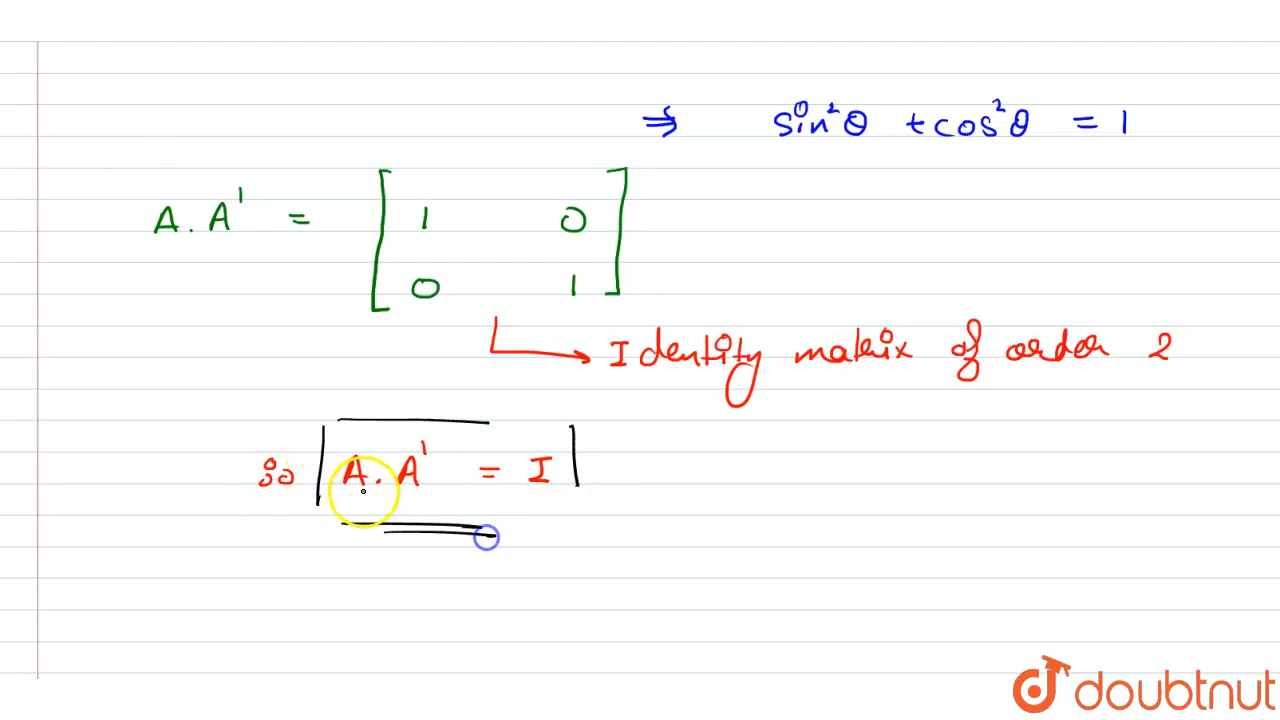 ⇒ sin²θ + cos²θ = 1
A. A' = [ 1 0
0 1 ]
Identity matrix of order 2
so A. A' = I
doubtnut